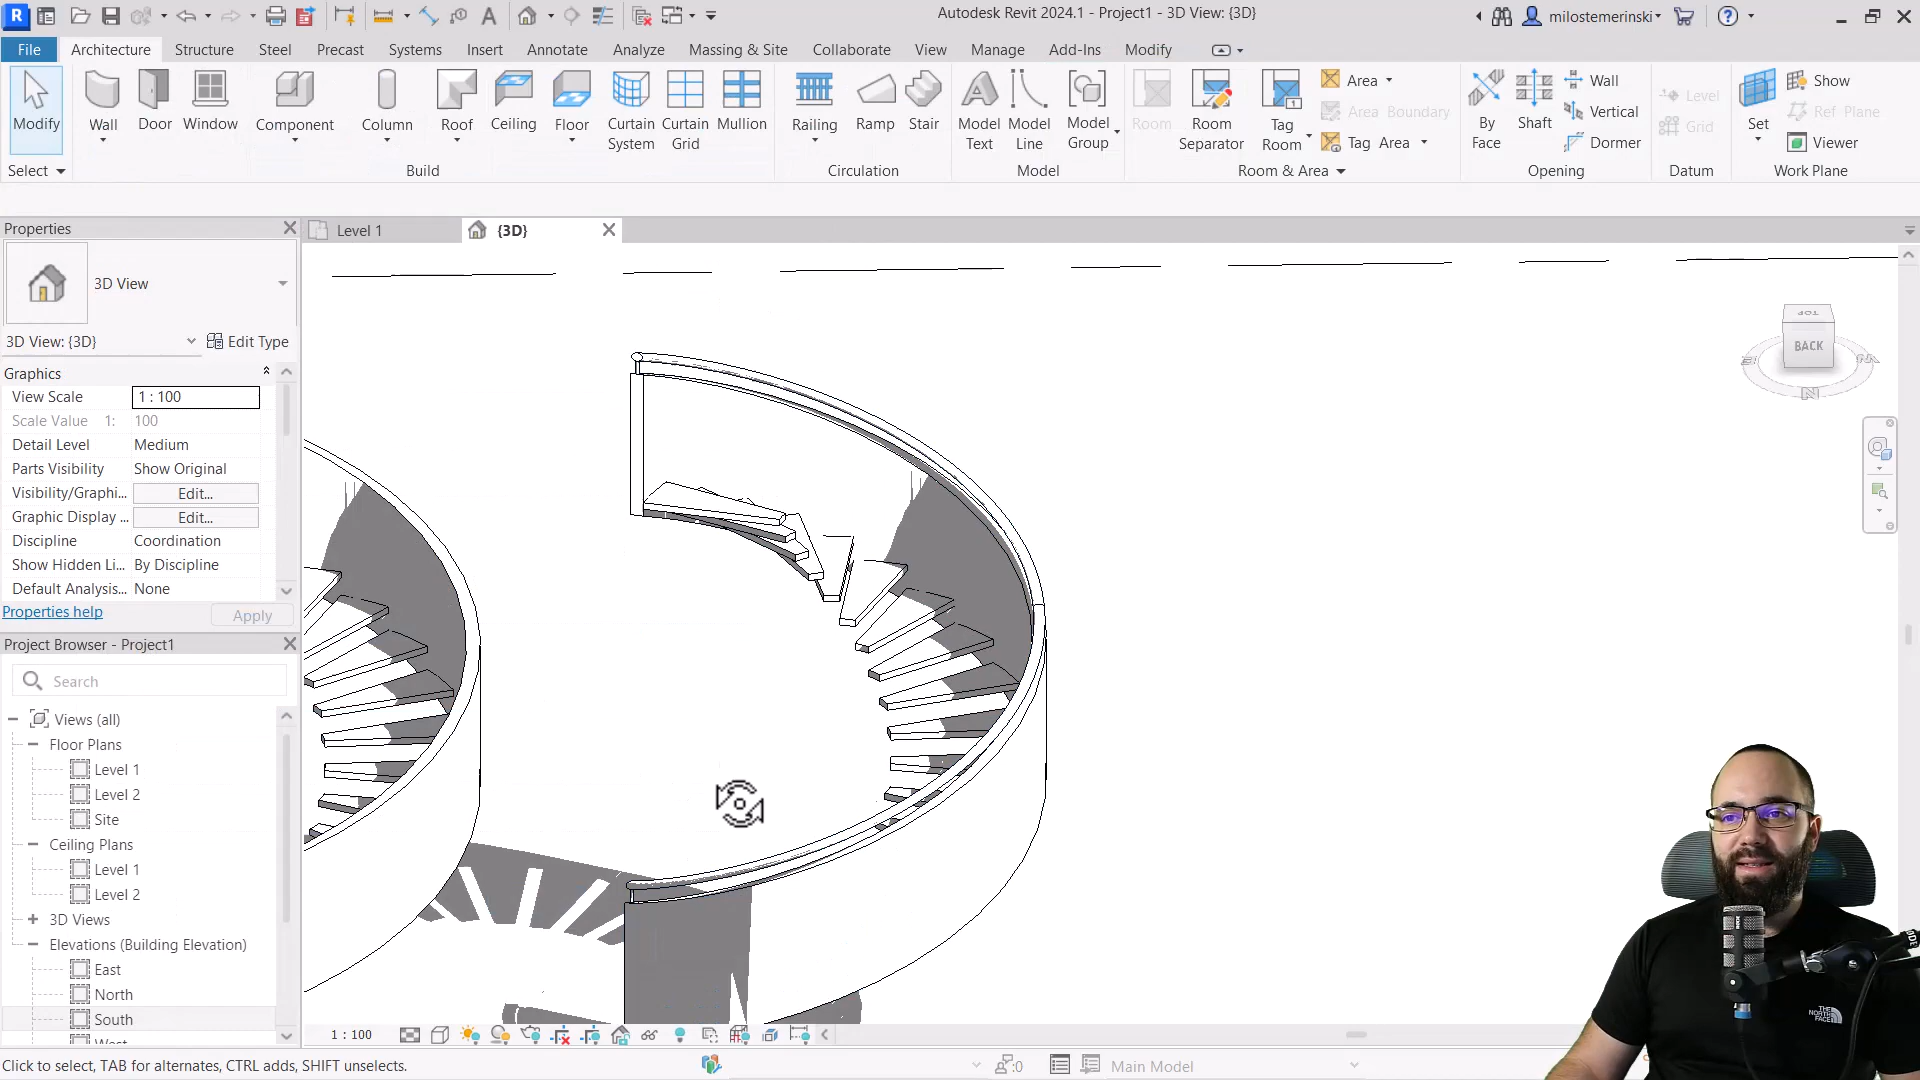 Autodesk Revit 2024.1 - Project1 - 3D View: {3D}
milostemerinski
File Architecture Structure Steel Precast Systems Insert Annotate Analyze Massing & Site Collaborate View Manage Add-Ins Modify
Modify
Wall
Door
Window
Component
Column
Roof
Ceiling
Floor
Curtain System
Curtain Grid
Mullion
Railing
Ramp
Stair
Model Text
Model Line
Model Group
Room
Room Separator
Tag Room
Area
Area Boundary
Tag Area
By Face
Shaft
Wall
Vertical
Dormer
Level
Grid
Set
Show
Ref Plane
Viewer
Select
Build
Circulation
Model
Room & Area
Opening
Datum
Work Plane
Properties
Level 1
{3D}
3D View
3D View: {3D}
Edit Type
Graphics
View Scale 1 : 100
Scale Value 1: 100
Detail Level Medium
Parts Visibility Show Original
Visibility/Graphi... Edit...
Graphic Display ... Edit...
Discipline Coordination
Show Hidden Li... By Discipline
Default Analysis... None
Properties help
Apply
Project Browser - Project1
Search
Views (all)
Floor Plans
Level 1
Level 2
Site
Ceiling Plans
Level 1
Level 2
3D Views
Elevations (Building Elevation)
East
North
South
West
TOP
BACK
N
1 : 100
Click to select, TAB for alternates, CTRL adds, SHIFT unselects.
:0
Main Model
THE
NORTH
FACE